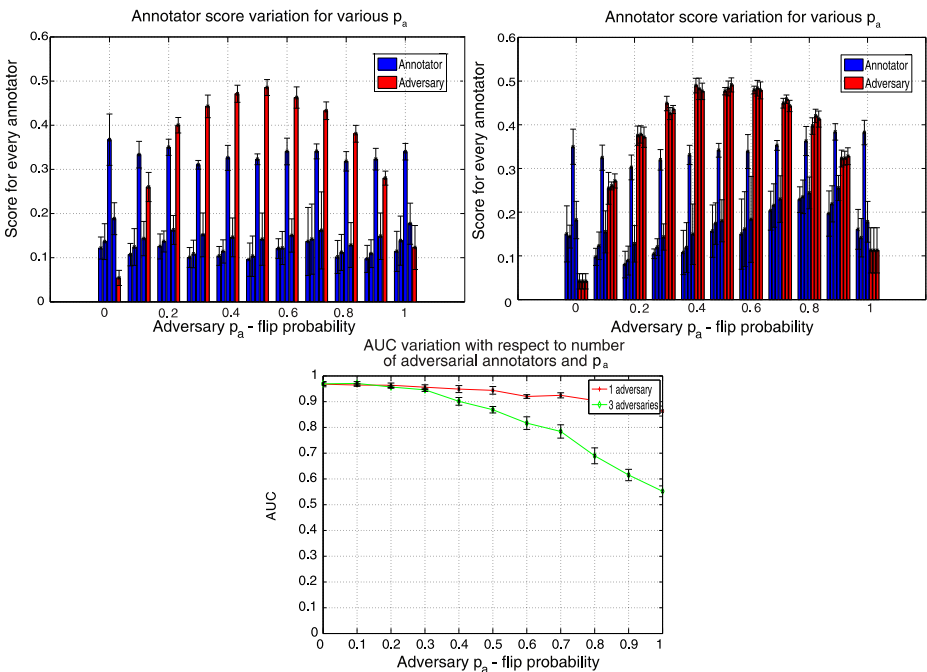 Annotator score variation for various pa
Score for every annotator
0.6
0.5
0.4
0.3
0.2
0.1
0
Annotator
Adversary
0 0.2 0.4 0.6 0.8 1
Adversary pa - flip probability
Annotator score variation for various pa
Score for every annotator
0.6
0.5
0.4
0.3
0.2
0.1
0
Annotator
Adversary
0 0.2 0.4 0.6 0.8 1
Adversary pa - flip probability
AUC variation with respect to number
of adversarial annotators and pa
AUC
1
0.9
0.8
0.7
0.6
0.5
0.4
0.3
0.2
0.1
0
1 adversary
3 adversaries
0 0.1 0.2 0.3 0.4 0.5 0.6 0.7 0.8 0.9 1
Adversary pa - flip probability